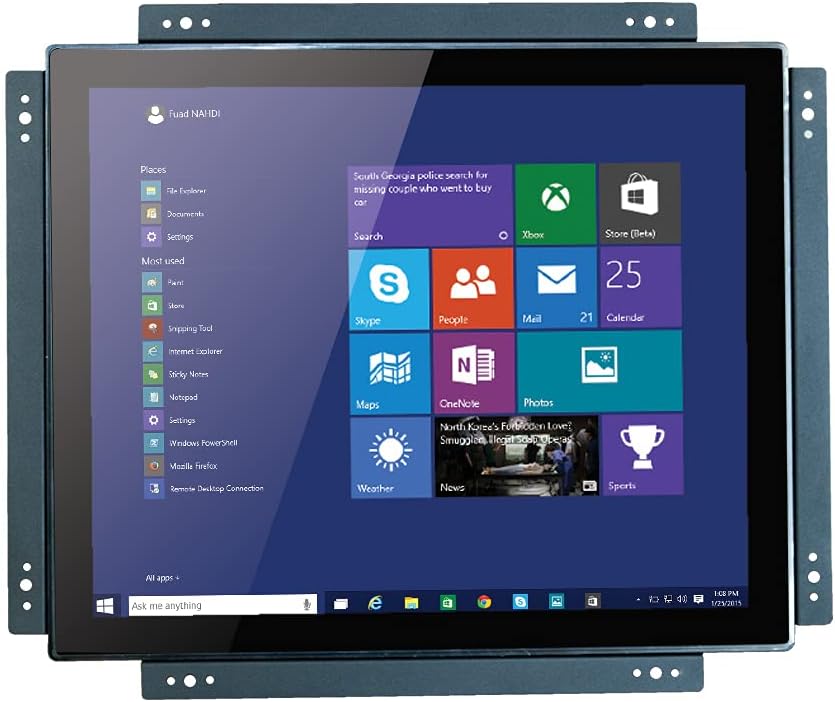 Fuad NAHDI
Places
File Explorer
Documents
Settings
Most used
Paint
Store
Snipping Tool
Internet Explorer
Sticky Notes
Notepad
Settings
Windows PowerShell
Mozilla Firefox
Remote Desktop Connection
All apps
South Georgia police search for
missing couple who went to buy
car
Search
Xbox
Store (Beta)
S
Skype
People
Mail
21
25
Calendar
Maps
N
OneNote
Photos
Weather
North Korea's Forbidden Love?
Smuggled, Illegal Soap Operas
News
Sports
Ask me anything
1:08 PM
1/25/2015